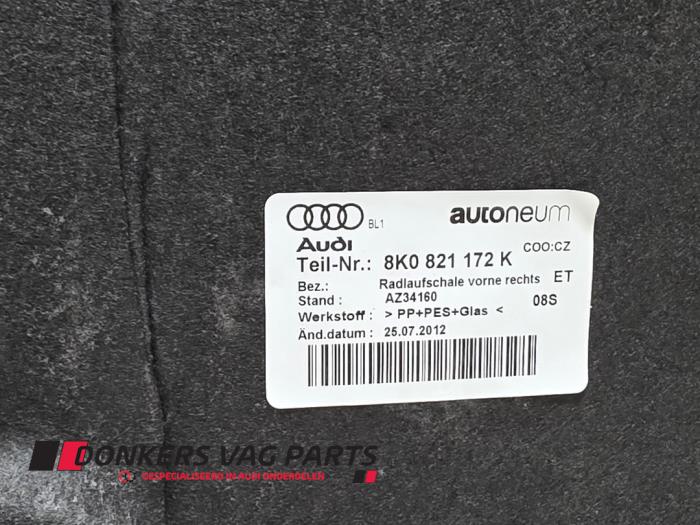 BL1
autoneum
Audi
COO:CZ
Teil-Nr.: 8K0 821 172 K
Bez.: Radlaufschale vorne rechts ET
Stand : AZ34160 08S
Werkstoff : > PP+PES+Glas <
Änd.datum : 25.07.2012
DONKERS VAG PARTS
GESPECIALISEERD IN AUDI ONDERDELEN